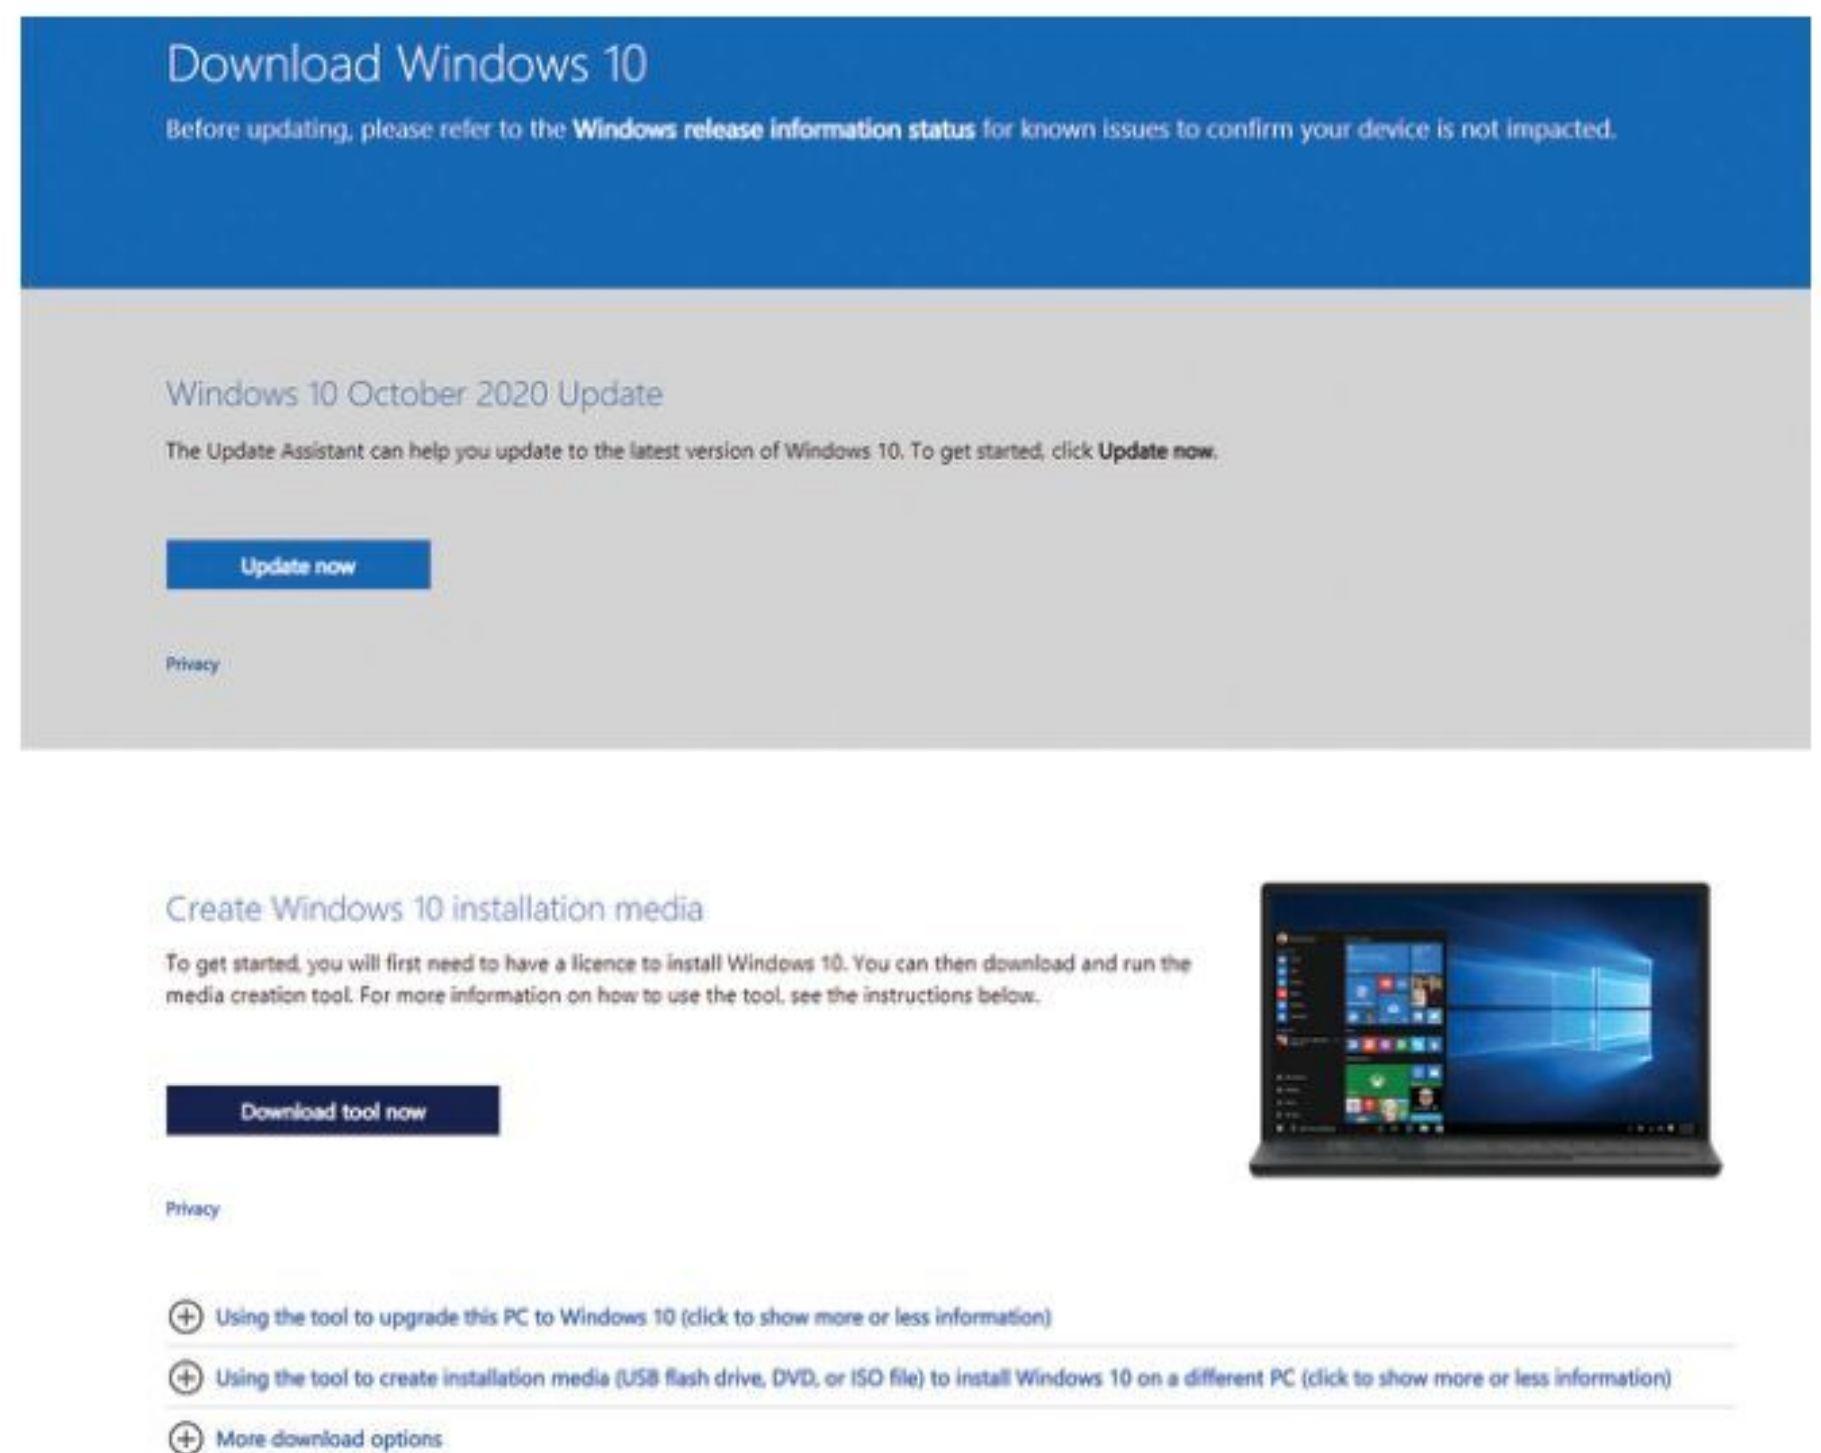 Download Windows 10
Before updating, please refer to the Windows release information status for known issues to confirm your device is not impacted.
Windows 10 October 2020 Update
The Update Assistant can help you update to the latest version of Windows 10. To get started, click Update now.
Update now
Privacy
Create Windows 10 installation media
To get started, you will first need to have a licence to install Windows 10. You can then download and run the
media creation tool. For more information on how to use the tool, see the instructions below.
Download tool now
Privacy
Using the tool to upgrade this PC to Windows 10 (click to show more or less information)
Using the tool to create installation media (USB flash drive, DVD, or ISO file) to install Windows 10 on a different PC (click to show more or less information)
More download options